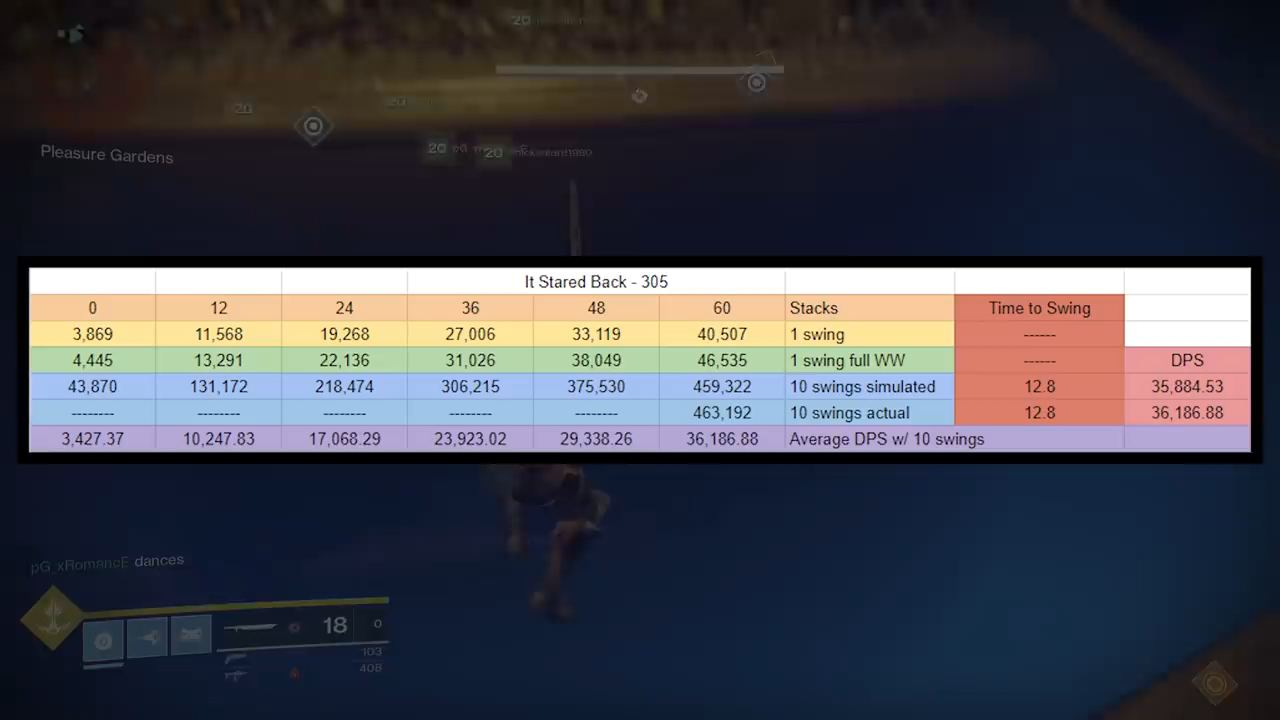 20
20
20
Pleasure Gardens
20 20
It Stared Back - 305
0 12 24 36 48 60 Stacks Time to Swing
3,869 11,568 19,268 27,006 33,119 40,507 1 swing ------
4,445 13,291 22,136 31,026 38,049 46,535 1 swing full WW ------ DPS
43,870 131,172 218,474 306,215 375,530 459,322 10 swings simulated 12.8 35,884.53
-------- -------- -------- -------- -------- 463,192 10 swings actual 12.8 36,186.88
3,427.37 10,247.83 17,068.29 23,923.02 29,338.26 36,186.88 Average DPS w/ 10 swings
pG_xRomancE dances
18 0
103
408